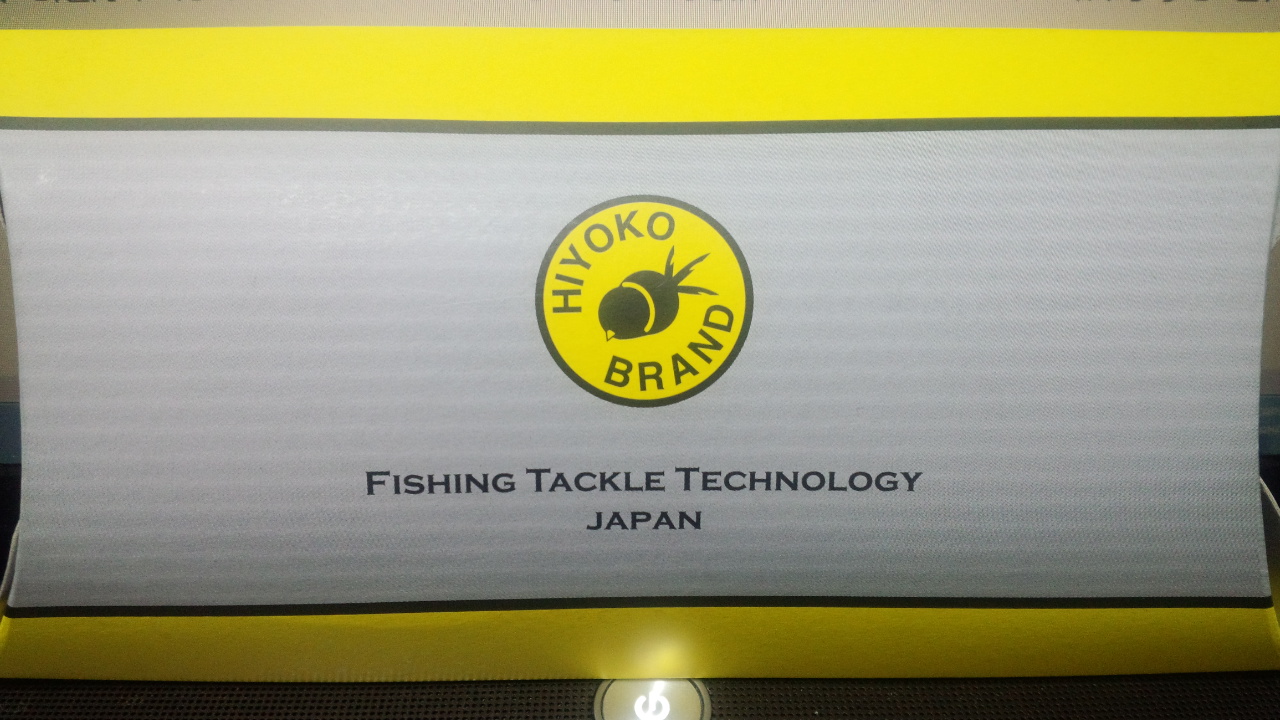 HIYOKO
BRAND
FISHING TACKLE TECHNOLOGY
JAPAN